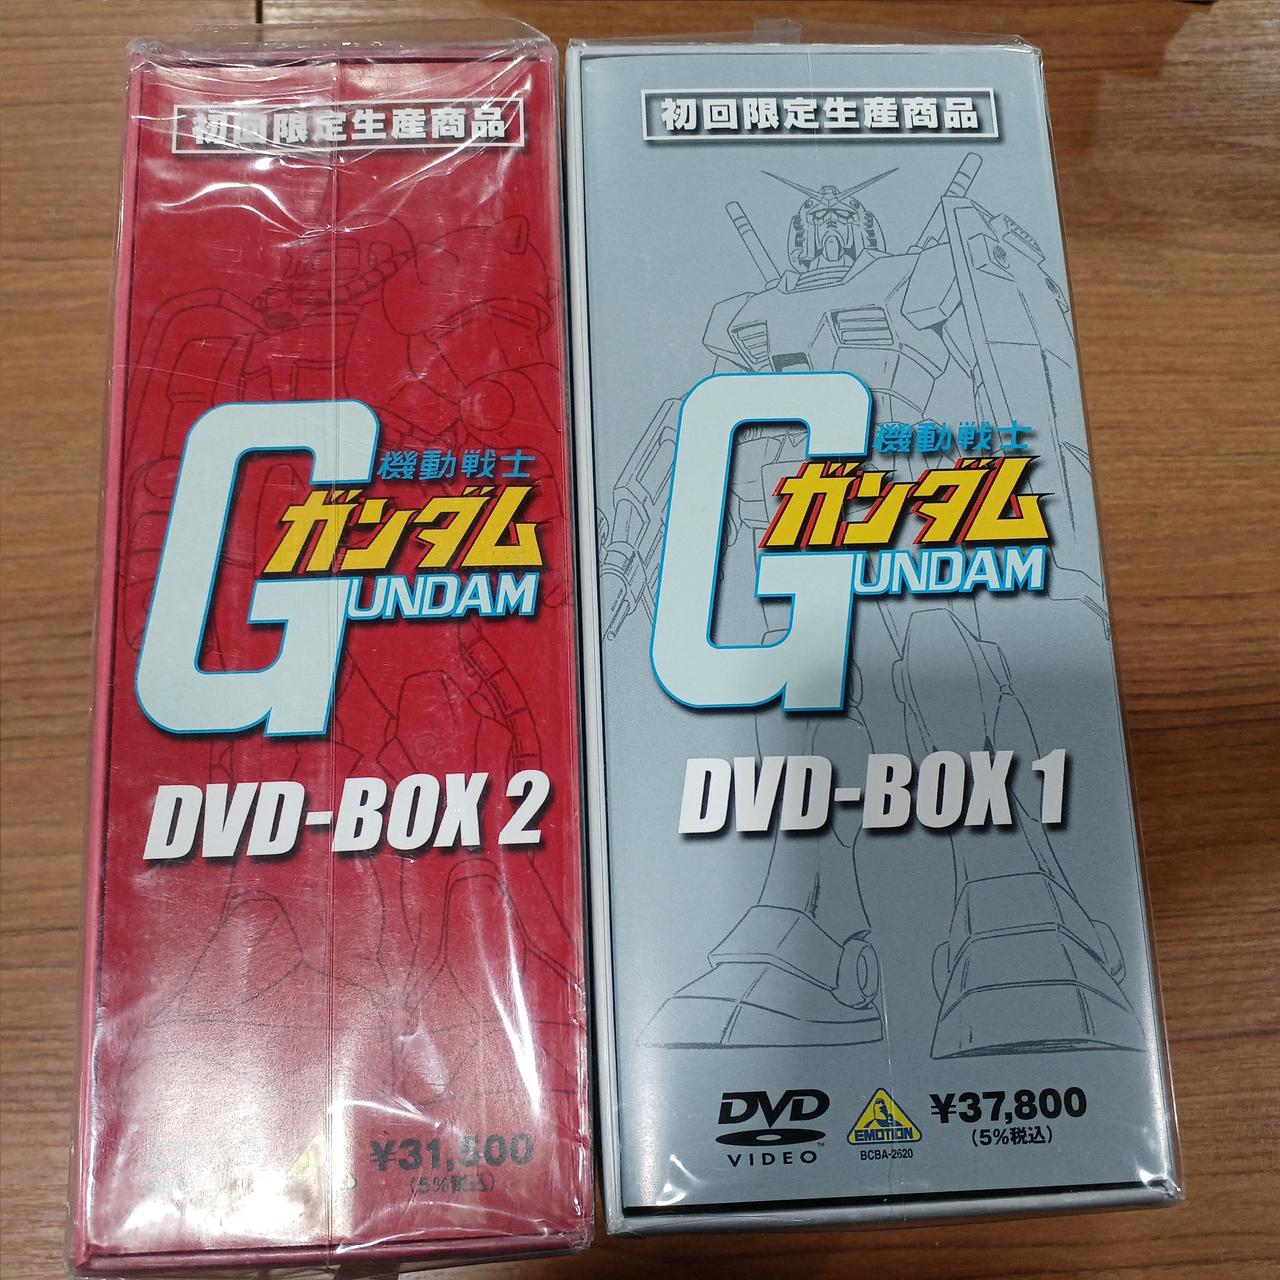 初回限定生産商品
機動戦士
ガンダム
GUNDAM
DVD-BOX 2
¥31,500
(5%税込)
初回限定生産商品
機動戦士
ガンダム
GUNDAM
DVD-BOX 1
DVD
VIDEO
TM
EMOTION
BCBA-2620
¥37,800
(5%税込)